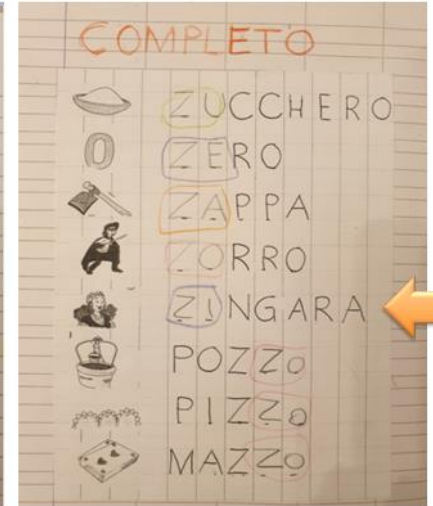 COMPLETO
ZUCCHERO
ZERO
ZAPPA
ZORRO
ZINGARA
POZZO
PIZZO
MAZZO